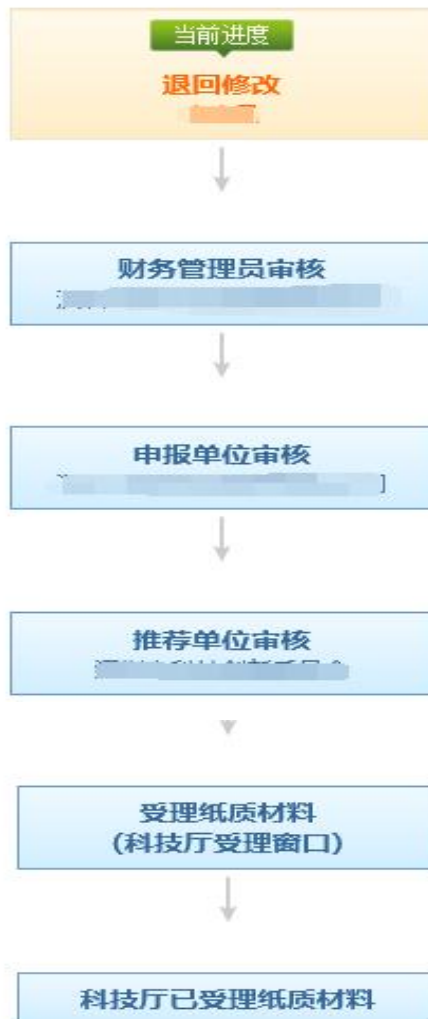 当前进度
退回修改
财务管理员审核
申报单位审核
]
推荐单位审核
受理纸质材料
(科技厅受理窗口)
科技厅已受理纸质材料